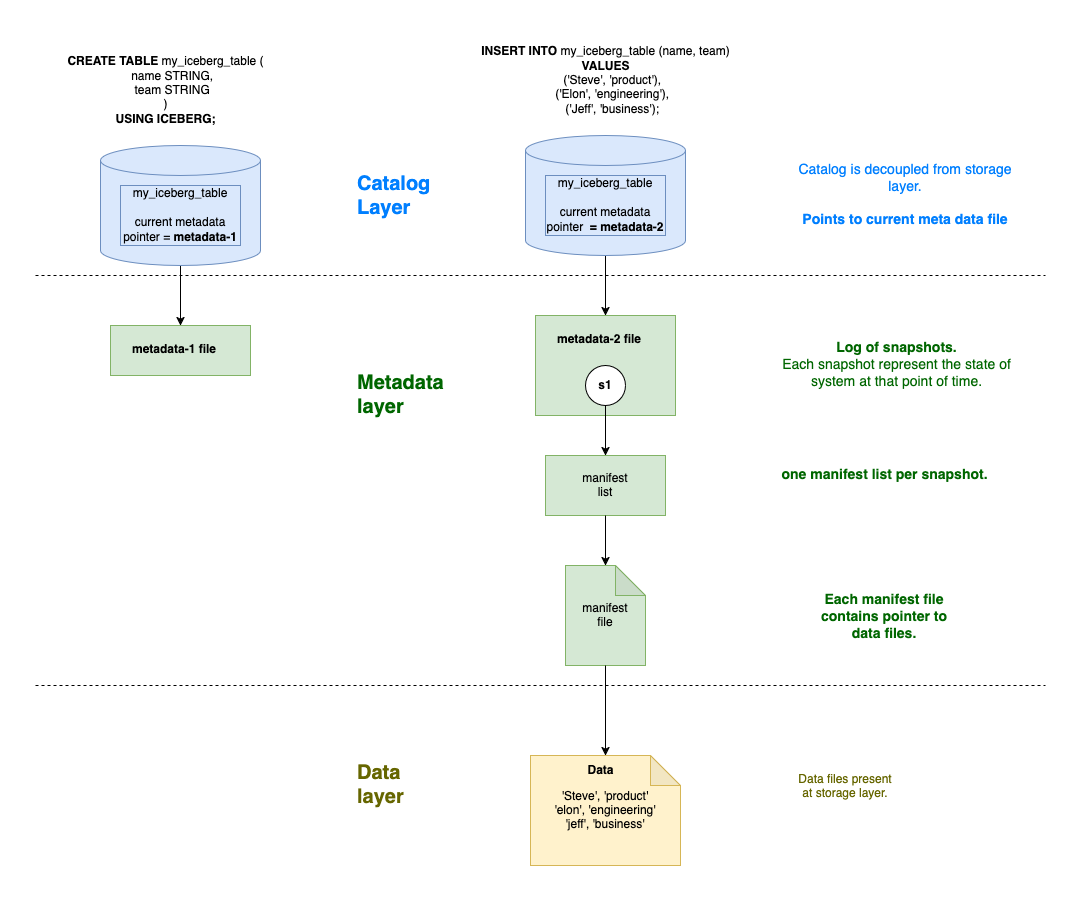 CREATE TABLE my_iceberg_table (
name STRING,
team STRING
)
USING ICEBERG;
my_iceberg_table
current metadata
pointer = metadata-1
metadata-1 file
Catalog
Layer
INSERT INTO my_iceberg_table (name, team)
VALUES
('Steve', 'product'),
('Elon', 'engineering'),
('Jeff', 'business');
my_iceberg_table
current metadata
pointer = metadata-2
Catalog is decoupled from storage
layer.
Points to current meta data file
Metadata
layer
metadata-2 file
s1
manifest
list
manifest
file
Log of snapshots.
Each snapshot represent the state of
system at that point of time.
one manifest list per snapshot.
Each manifest file
contains pointer to
data files.
Data
layer
Data
'Steve', 'product'
'elon', 'engineering'
'jeff', 'business'
Data files present
at storage layer.